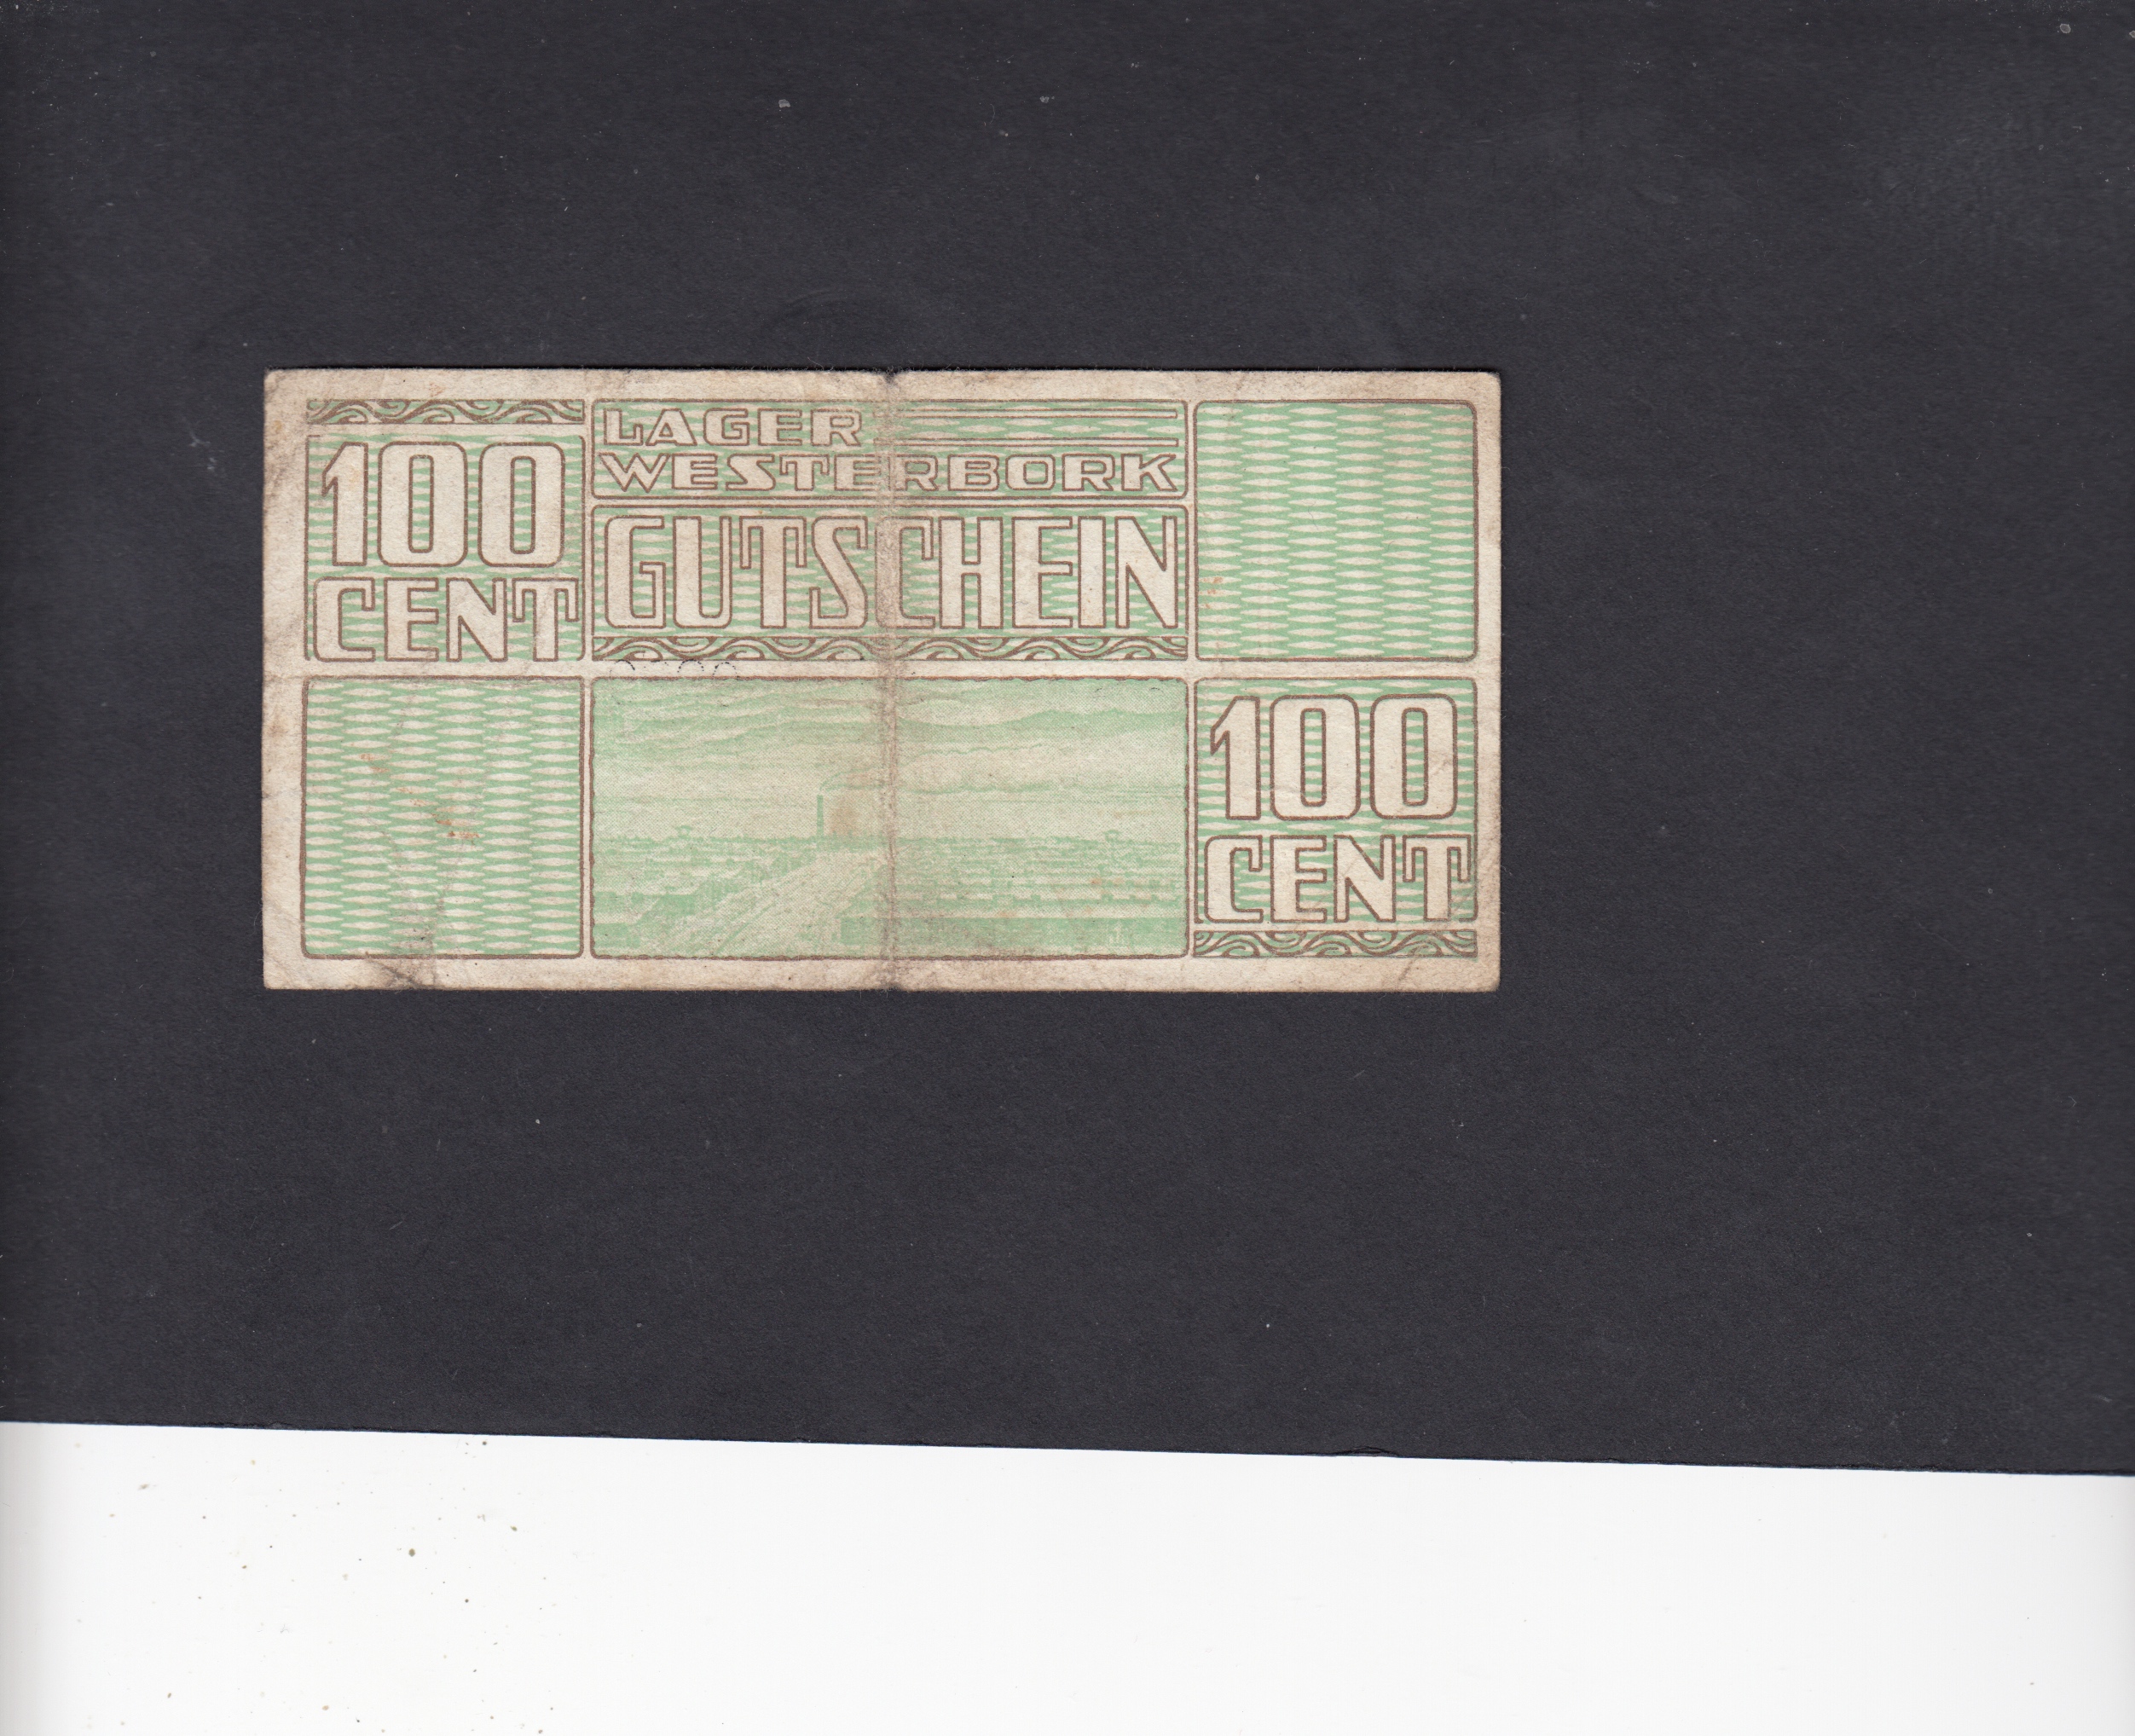 100
CENT
LAGER
WESTERBORK
GUTSCHEIN
100
CENT